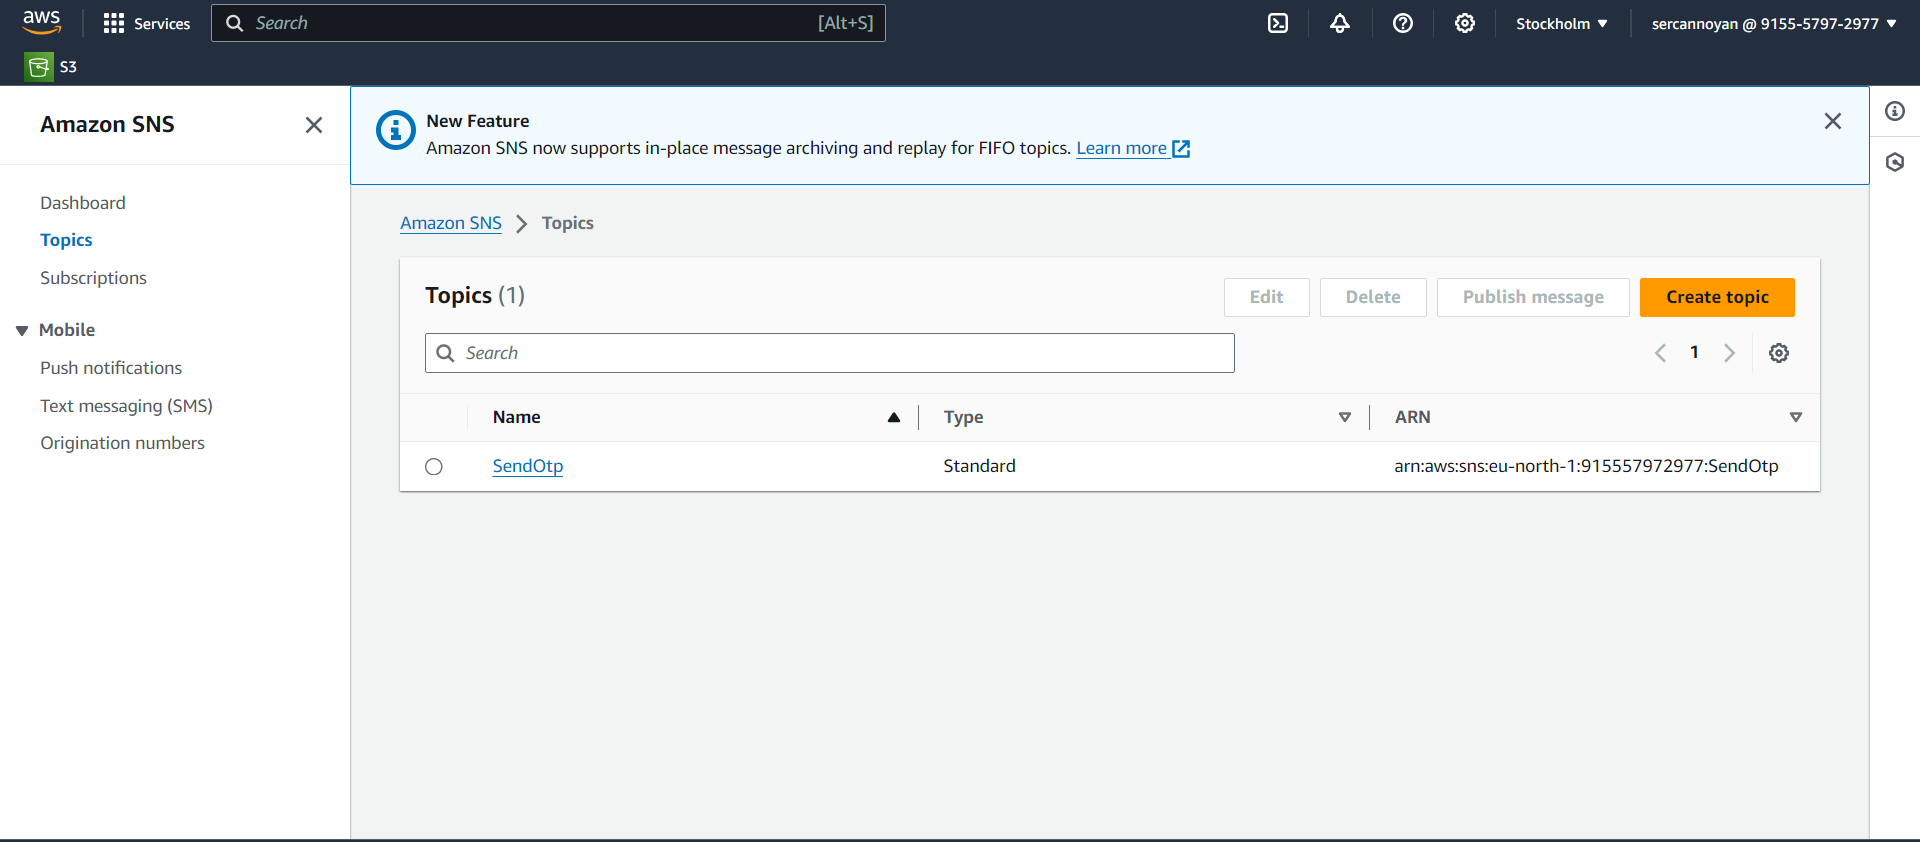 aws
Services
Search
[Alt+S]
Stockholm
sercannoyan @ 9155-5797-2977
S3
Amazon SNS
Dashboard
Topics
Subscriptions
Mobile
Push notifications
Text messaging (SMS)
Origination numbers
New Feature
Amazon SNS now supports in-place message archiving and replay for FIFO topics. Learn more
Amazon SNS > Topics
Topics (1)
Edit
Delete
Publish message
Create topic
Search
1
Name Type ARN
SendOtp Standard arn:aws:sns:eu-north-1:915557972977:SendOtp